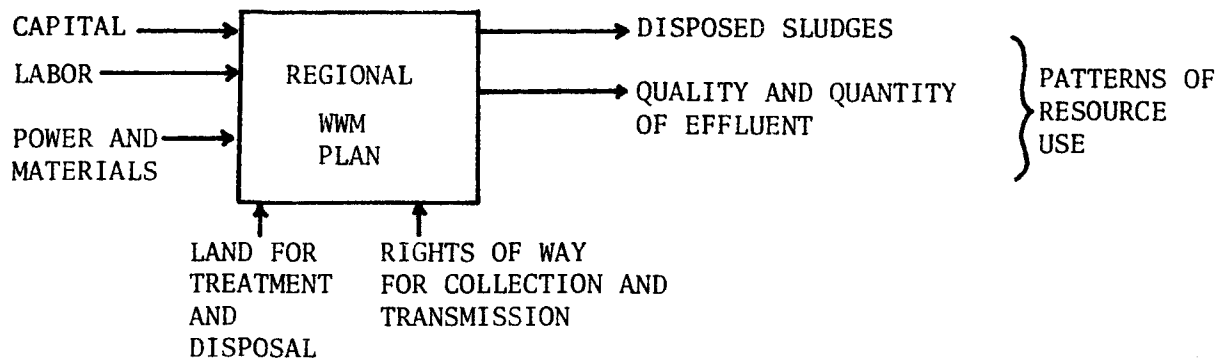 CAPITAL
LABOR
POWER AND
MATERIALS
REGIONAL
WWM
PLAN
DISPOSED SLUDGES
QUALITY AND QUANTITY
OF EFFLUENT
PATTERNS OF
RESOURCE
USE
LAND FOR
TREATMENT
AND
DISPOSAL
RIGHTS OF WAY
FOR COLLECTION AND
TRANSMISSION